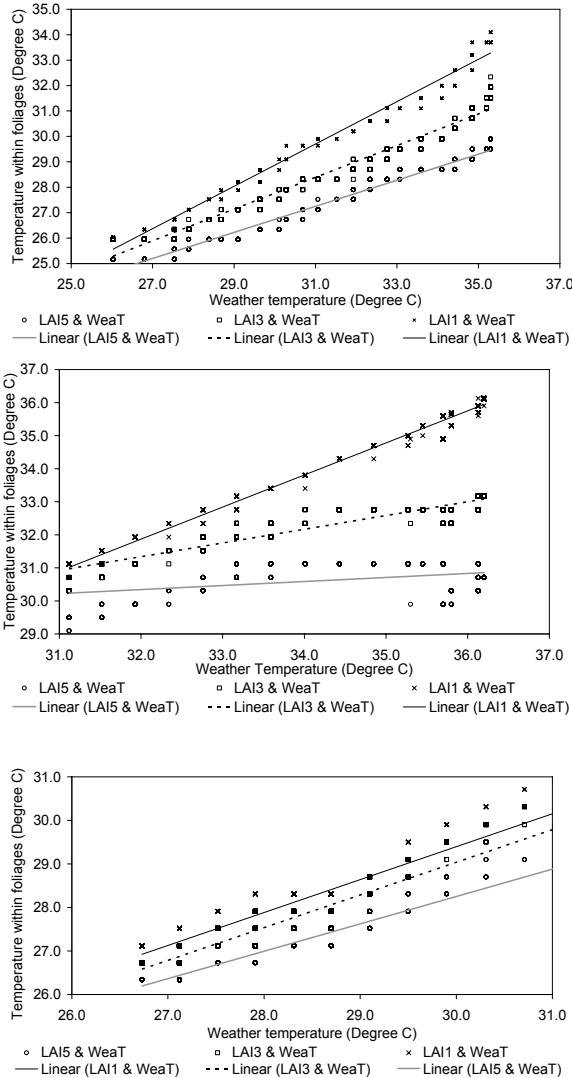 35.0
34.0
33.0
32.0
31.0
30.0
29.0
28.0
27.0
26.0
25.0
Temperature within foliages (Degree C)
25.0 27.0 29.0 31.0 33.0 35.0 37.0
Weather temperature (Degree C)
LAI5 & WeaT LAI3 & WeaT LAI1 & WeaT
Linear (LAI5 & WeaT) Linear (LAI3 & WeaT) Linear (LAI1 & WeaT)
37.0
36.0
35.0
34.0
33.0
32.0
31.0
30.0
29.0
Temperature within foliages (Degree C)
31.0 32.0 33.0 34.0 35.0 36.0 37.0
Weather Temperature (Degree C)
LAI5 & WeaT LAI3 & WeaT LAI1 & WeaT
Linear (LAI5 & WeaT) Linear (LAI3 & WeaT) Linear (LAI1 & WeaT)
31.0
30.0
29.0
28.0
27.0
26.0
Temperature within foliages (Degree C)
26.0 27.0 28.0 29.0 30.0 31.0
Weather temperature (Degree C)
LAI5 & WeaT LAI3 & WeaT LAI1 & WeaT
Linear (LAI1 & WeaT) Linear (LAI3 & WeaT) Linear (LAI5 & WeaT)